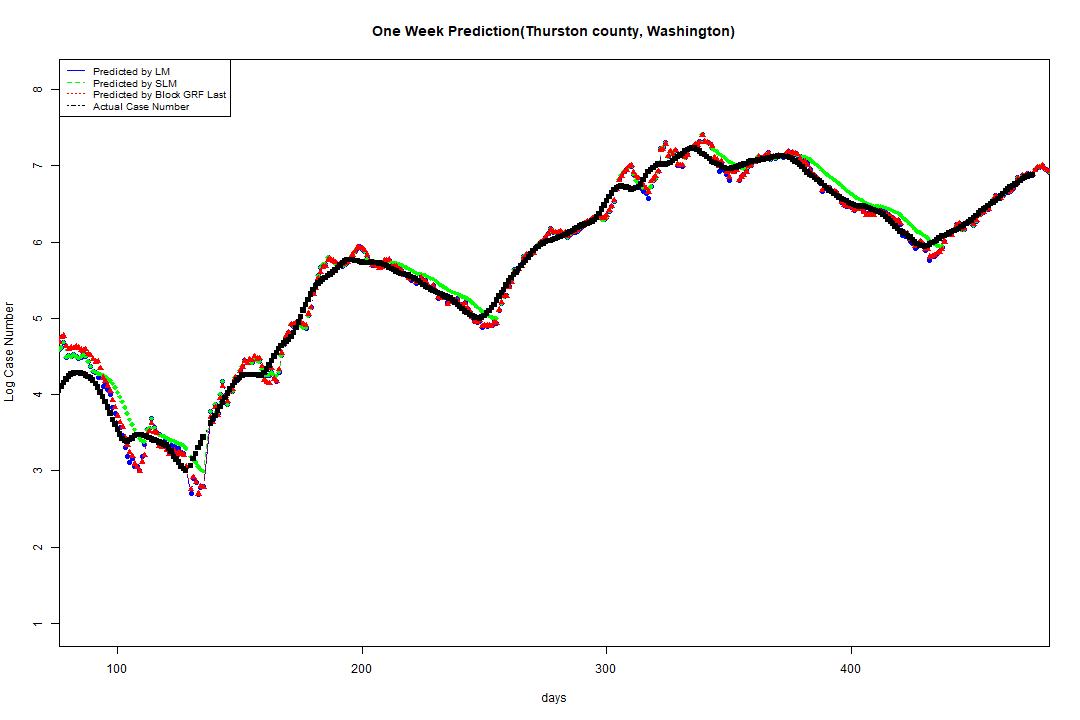 One Week Prediction(Thurston county, Washington)
Predicted by LM
Predicted by SLM
Predicted by Block GRF Last
Actual Case Number
8
7
6
5
4
3
2
1
Log Case Number
100 200 300 400
days